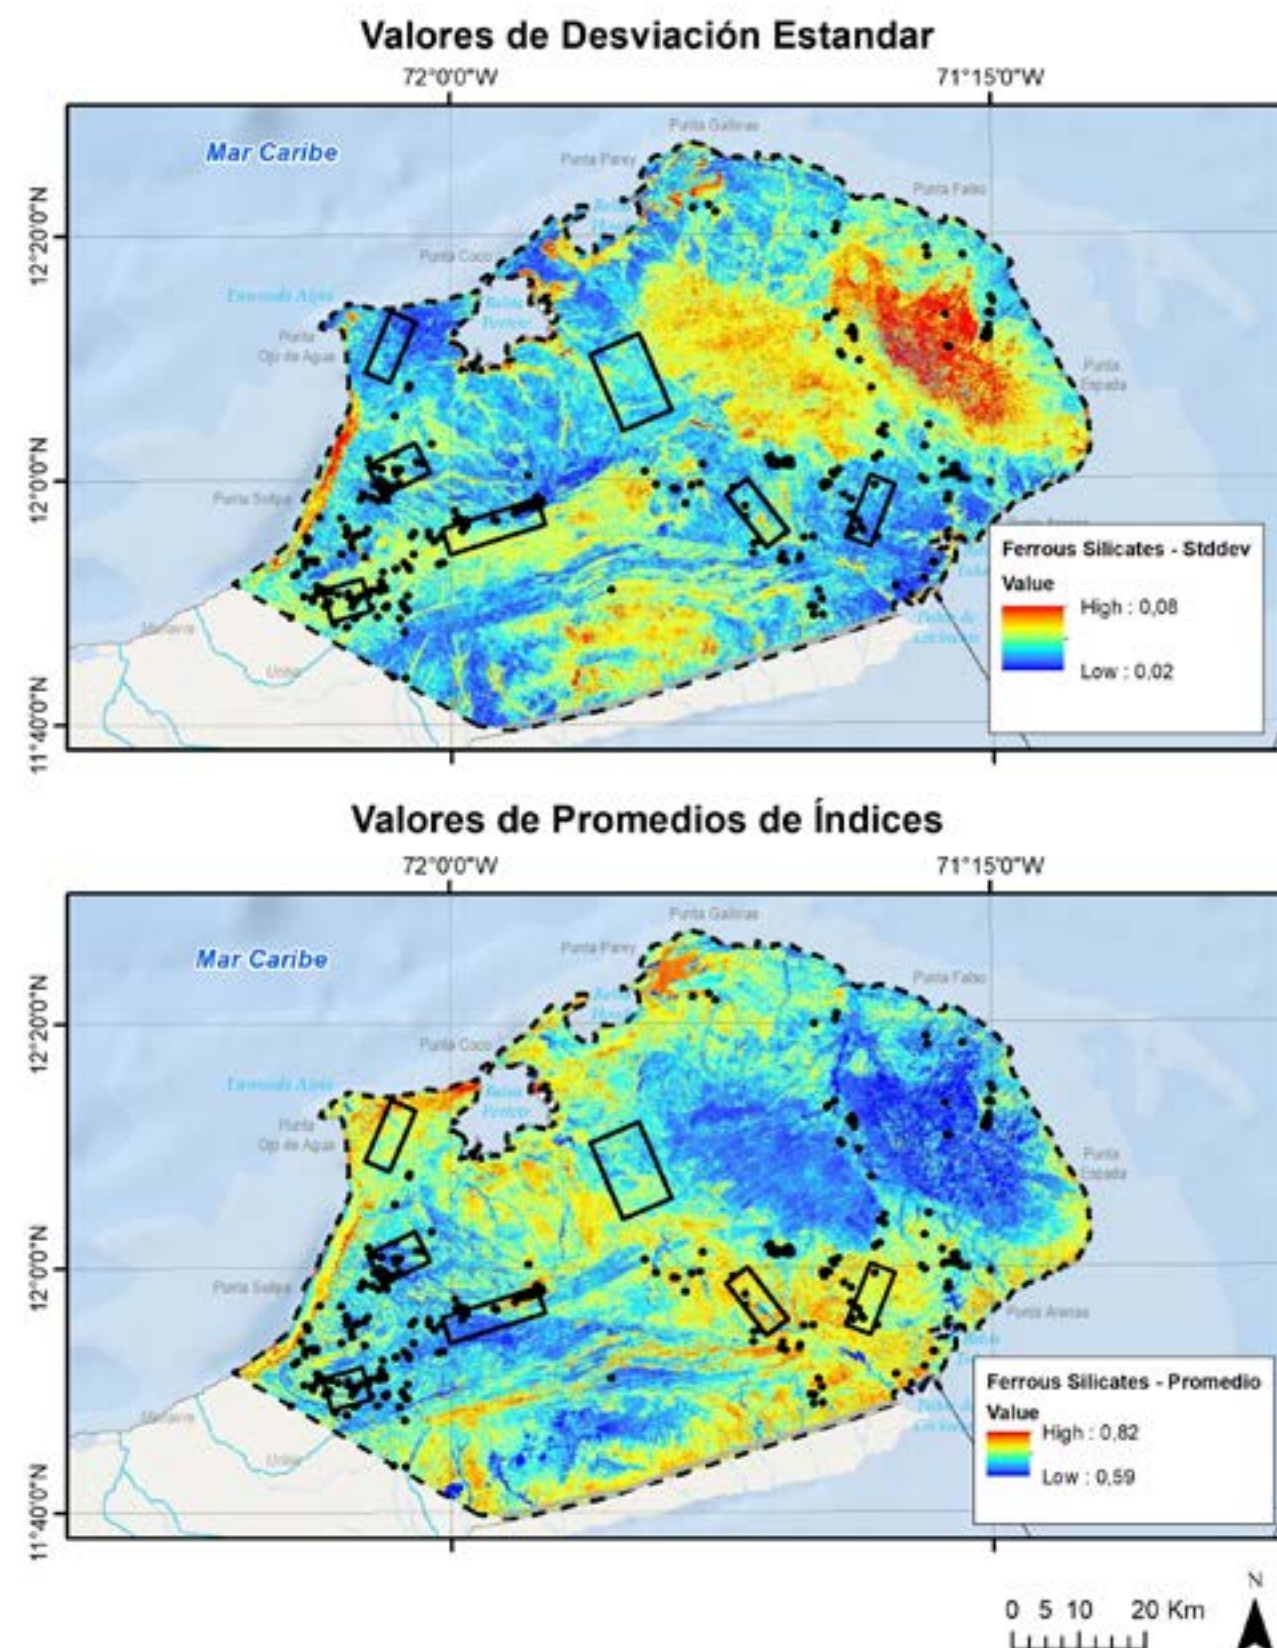 Valores de Desviación Estandar
72°0'0"W
71°15'0"W
Punta Gallinas
Mar Caribe
Punta Parey
Punta Falso
12°20'0"N
Punta Coco
Punta
Ojo de Agua
Punta
Espada
12°0'0"N
Ferrous Silicates - Stddev
Value
High : 0,08
Low : 0,02
11°40'0"N
Valores de Promedios de Índices
72°0'0"W
71°15'0"W
Punta Gallinas
Mar Caribe
Punta Parey
Punta Falso
12°20'0"N
Punta Coco
Punta
Ojo de Agua
Punta
Espada
12°0'0"N
Punta Arenas
Ferrous Silicates - Promedio
Value
High : 0,82
Low : 0,59
11°40'0"N
N
0 5 10 20 Km